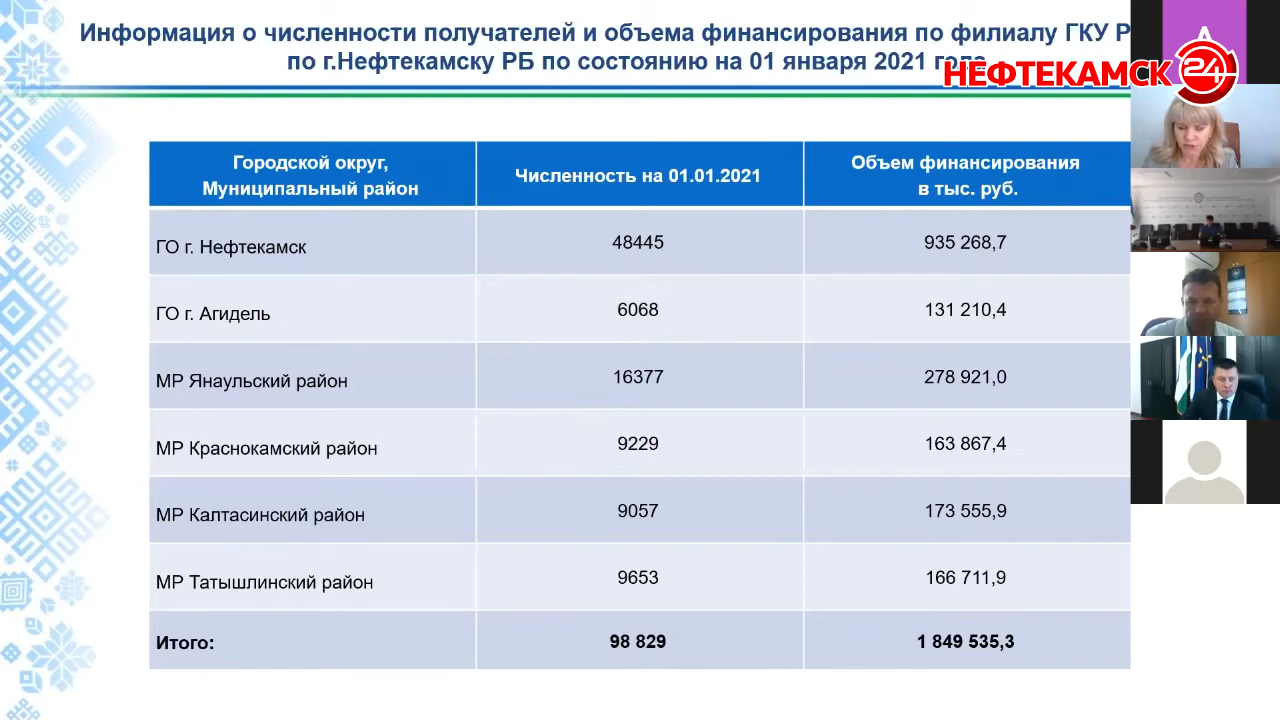 Информация о численности получателей и объема финансирования по филиалу ГКУ Р
по г.Нефтекамску РБ по состоянию на 01 января 2021 года
НЕФТЕКАМСК 24
А
Городской округ,
Муниципальный район
Численность на 01.01.2021
Объем финансирования
в тыс. руб.
ГО г. Нефтекамск
48445
935 268,7
ГО г. Агидель
6068
131 210,4
МР Янаульский район
16377
278 921,0
МР Краснокамский район
9229
163 867,4
МР Калтасинский район
9057
173 555,9
МР Татышлинский район
9653
166 711,9
Итого:
98 829
1 849 535,3